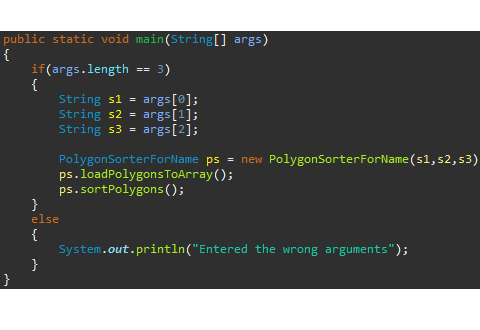 public static void main(String[] args)
{
if(args.length == 3)
{
String s1 = args[0];
String s2 = args[1];
String s3 = args[2];
PolygonSorterForName ps = new PolygonSorterForName(s1,s2,s3)
ps.loadPolygonsToArray();
ps.sortPolygons();
}
else
{
System.out.println("Entered the wrong arguments");
}
}